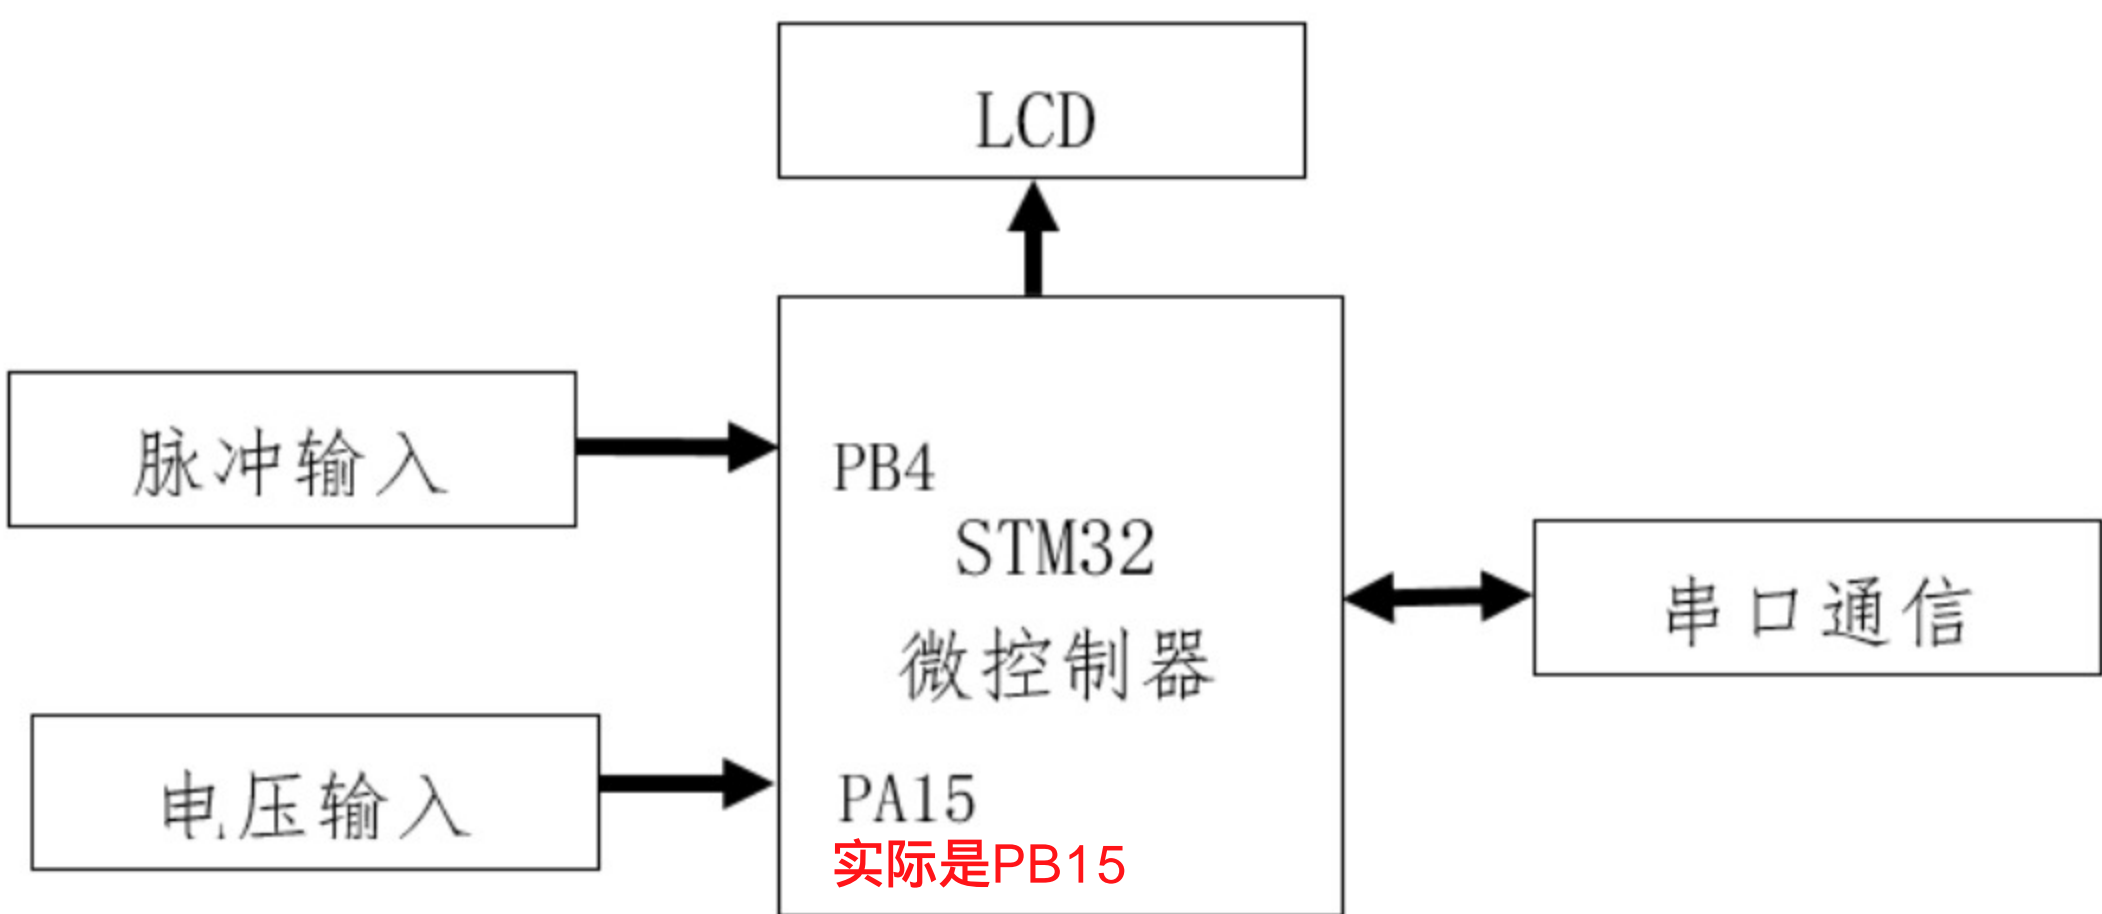 LCD
脉冲输入
PB4
STM32
微控制器
串口通信
电压输入
PA15
实际是PB15